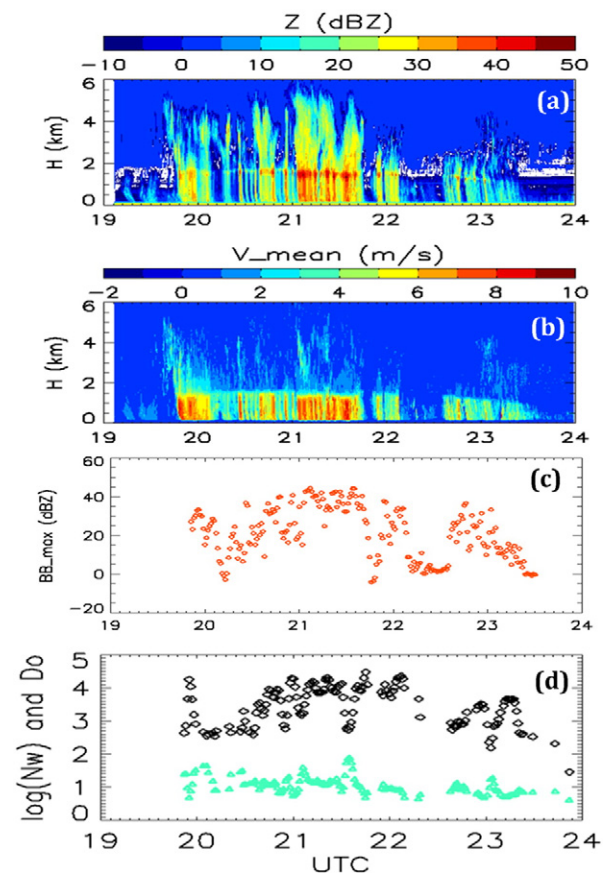 Z (dBZ)
-10 0 10 20 30 40 50
(a)
H (km)
6
4
2
0
19 20 21 22 23 24
V_mean (m/s)
-2 0 2 4 6 8 10
(b)
H (km)
6
4
2
0
19 20 21 22 23 24
(c)
BB_max (dBZ)
60
40
20
0
-20
19 20 21 22 23 24
(d)
log(Nw) and Do
5
4
3
2
1
0
19 20 21 22 23 24
UTC